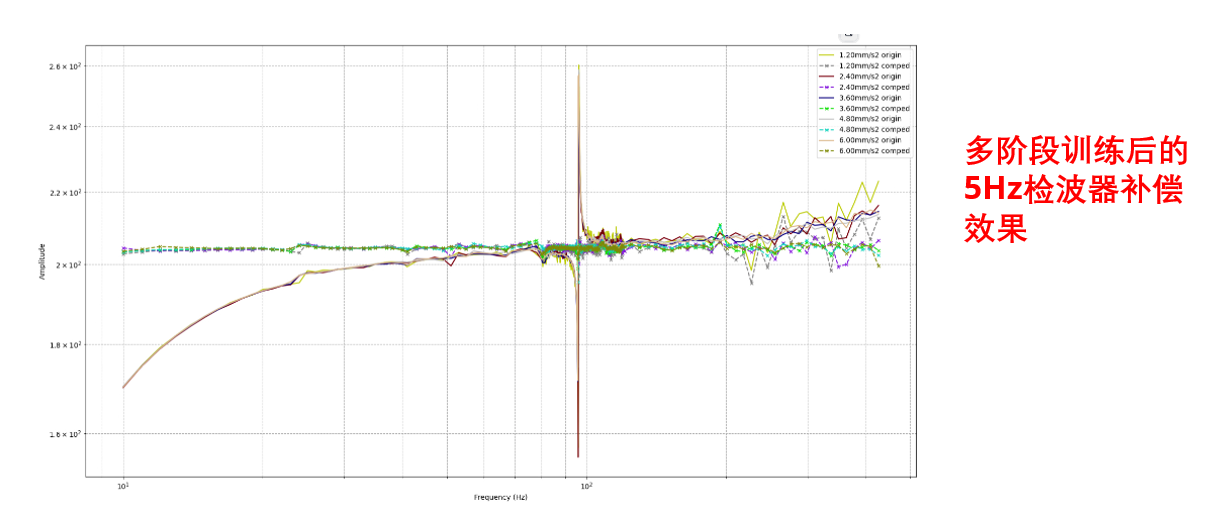 2.6 × 10²
2.4 × 10²
2.2 × 10²
2 × 10²
1.8 × 10²
1.6 × 10²
Amplitude
10¹
10²
Frequency (Hz)
1.20mm/s2 origin
1.20mm/s2 comped
2.40mm/s2 origin
2.40mm/s2 comped
3.60mm/s2 origin
3.60mm/s2 comped
4.80mm/s2 origin
4.80mm/s2 comped
6.00mm/s2 origin
6.00mm/s2 comped
多阶段训练后的
5Hz检波器补偿
效果